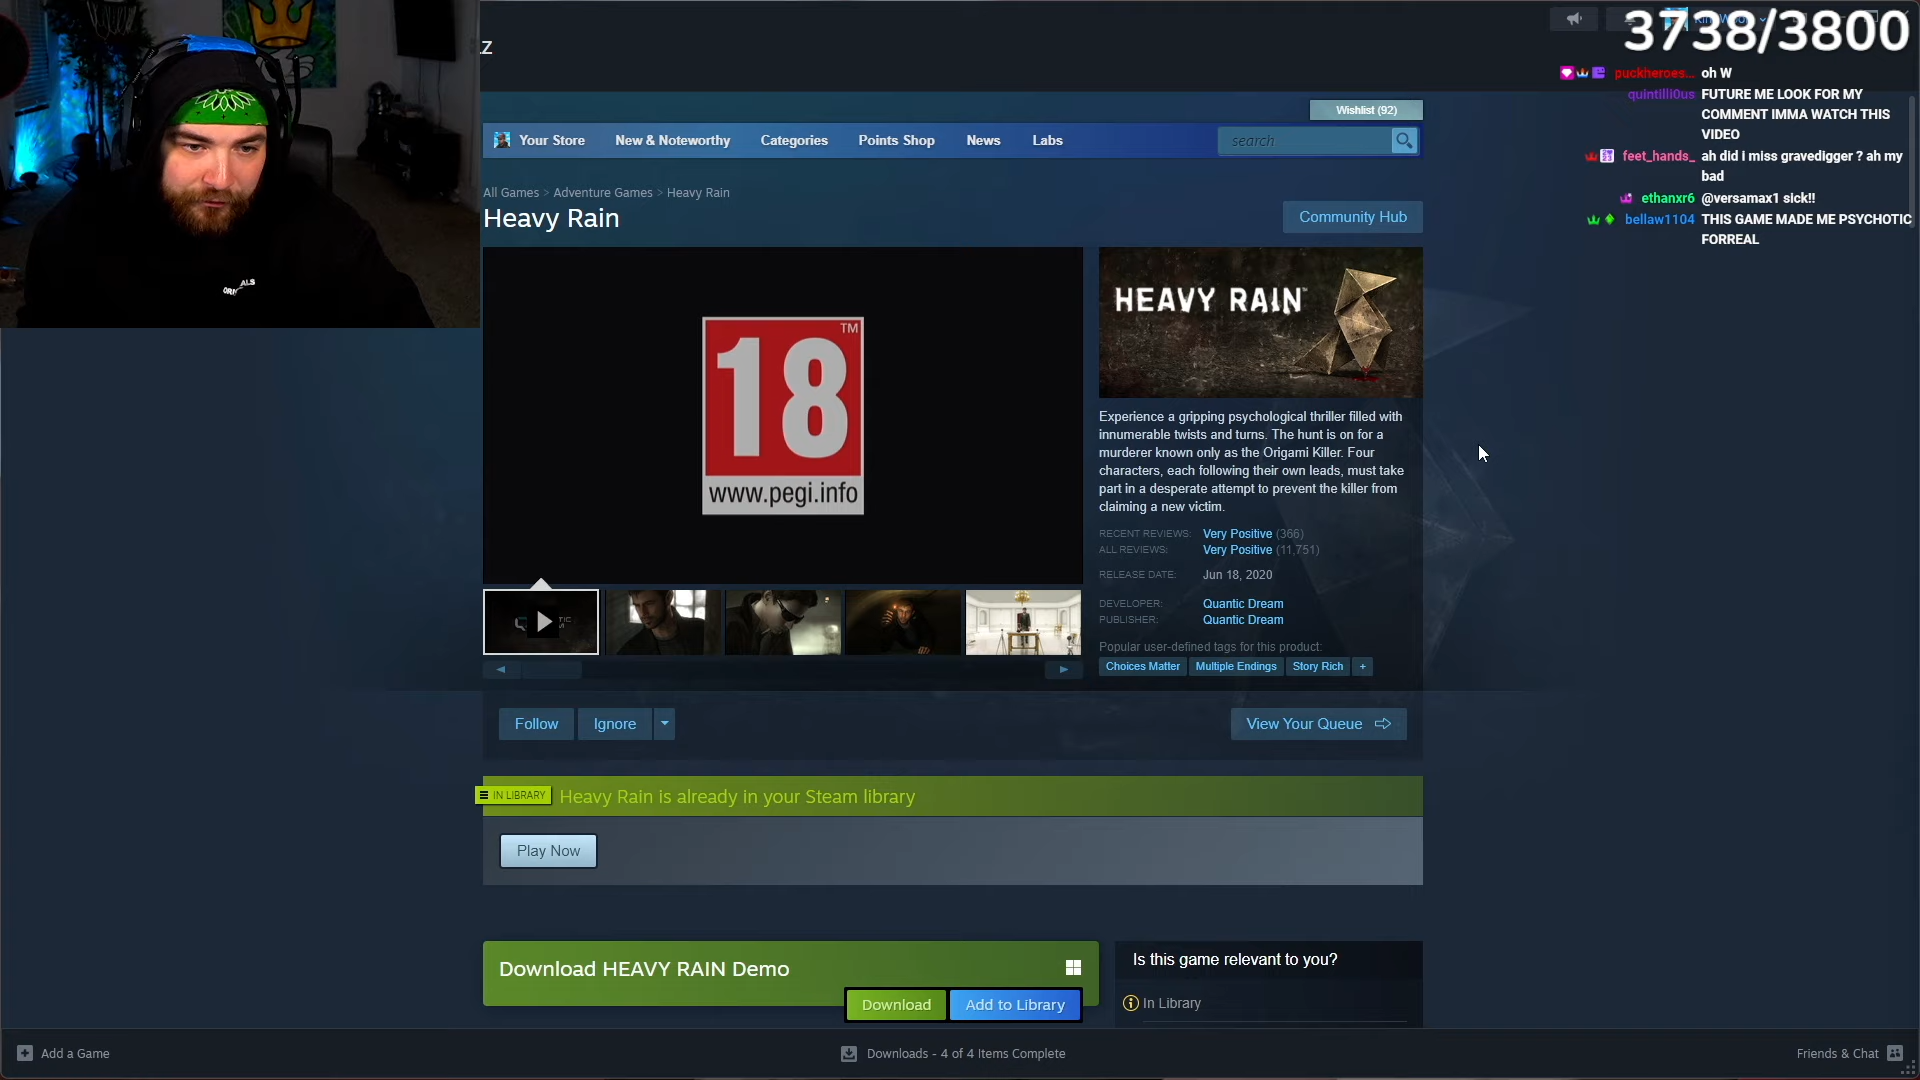 LZ
3738/3800
puckheroes... oh W
quintilli0us FUTURE ME LOOK FOR MY
COMMENT IMMA WATCH THIS
VIDEO
feet_hands_ ah did i miss gravedigger ? ah my
bad
ethanxr6 @versamax1 sick!!
bellaw1104 THIS GAME MADE ME PSYCHOTIC
FORREAL
Wishlist (92)
Your Store New & Noteworthy Categories Points Shop News Labs search
All Games > Adventure Games > Heavy Rain
Heavy Rain
Community Hub
18
TM
www.pegi.info
HEAVY RAIN
Experience a gripping psychological thriller filled with
innumerable twists and turns. The hunt is on for a
murderer known only as the Origami Killer. Four
characters, each following their own leads, must take
part in a desperate attempt to prevent the killer from
claiming a new victim.
RECENT REVIEWS: Very Positive (366)
ALL REVIEWS: Very Positive (11,751)
RELEASE DATE: Jun 18, 2020
DEVELOPER: Quantic Dream
PUBLISHER: Quantic Dream
Popular user-defined tags for this product:
Choices Matter Multiple Endings Story Rich +
Follow Ignore View Your Queue
IN LIBRARY Heavy Rain is already in your Steam library
Play Now
Download HEAVY RAIN Demo
Download Add to Library
Is this game relevant to you?
In Library
Add a Game
Downloads - 4 of 4 Items Complete
Friends & Chat